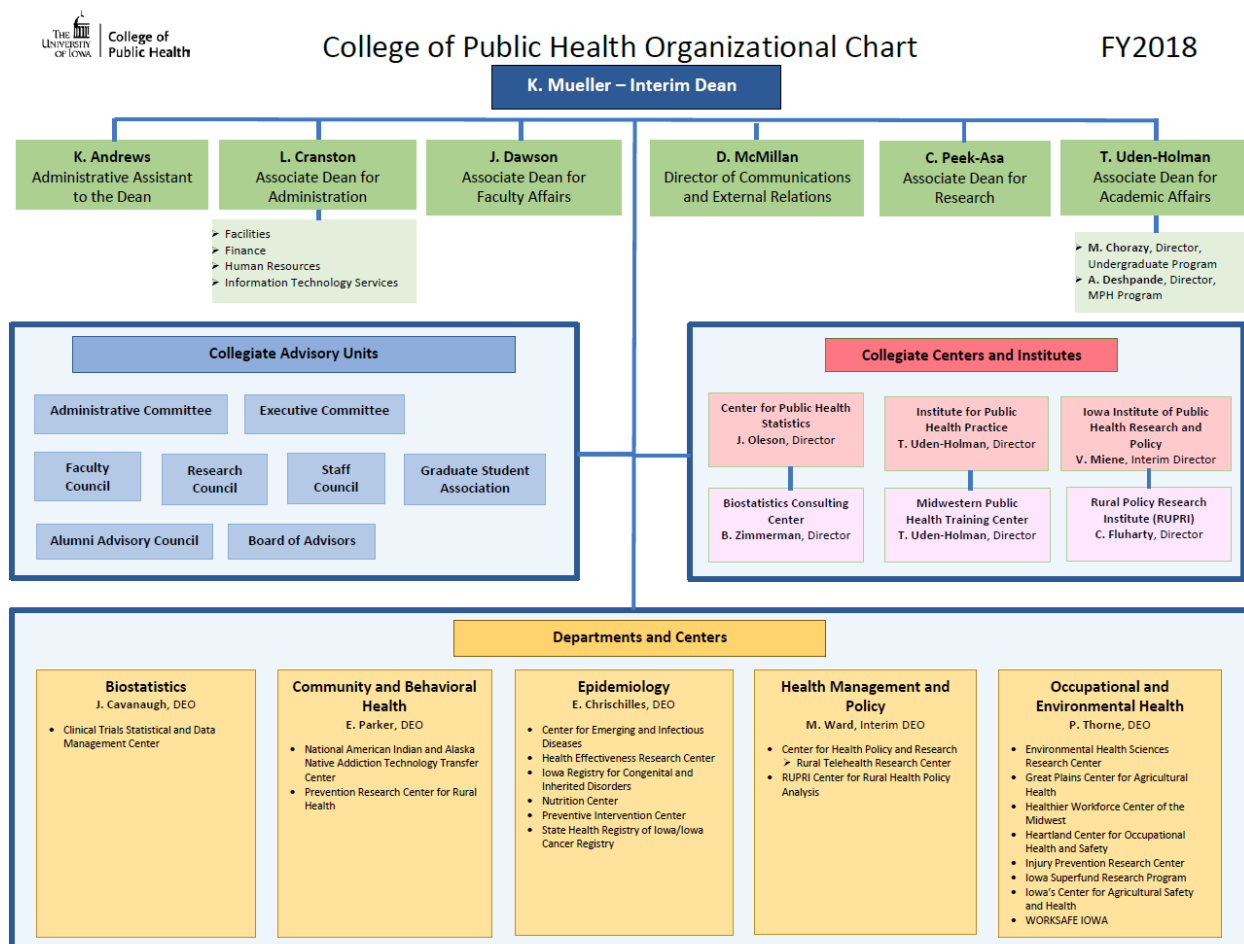 THE
UNIVERSITY
OF IOWA
College of
Public Health
College of Public Health Organizational Chart
FY2018
K. Mueller – Interim Dean
K. Andrews
Administrative Assistant
to the Dean
L. Cranston
Associate Dean for
Administration
J. Dawson
Associate Dean for
Faculty Affairs
D. McMillan
Director of Communications
and External Relations
C. Peek-Asa
Associate Dean for
Research
T. Uden-Holman
Associate Dean for
Academic Affairs
➢ Facilities
➢ Finance
➢ Human Resources
➢ Information Technology Services
➢ M. Chorazy, Director,
Undergraduate Program
➢ A. Deshpande, Director,
MPH Program
Collegiate Advisory Units
Administrative Committee
Executive Committee
Faculty
Council
Research
Council
Staff
Council
Graduate Student
Association
Alumni Advisory Council
Board of Advisors
Collegiate Centers and Institutes
Center for Public Health
Statistics
J. Oleson, Director
Institute for Public
Health Practice
T. Uden-Holman, Director
Iowa Institute of Public
Health Research and
Policy
V. Miene, Interim Director
Biostatistics Consulting
Center
B. Zimmerman, Director
Midwestern Public
Health Training Center
T. Uden-Holman, Director
Rural Policy Research
Institute (RUPRI)
C. Fluharty, Director
Departments and Centers
Biostatistics
J. Cavanaugh, DEO
• Clinical Trials Statistical and Data
Management Center
Community and Behavioral
Health
E. Parker, DEO
• National American Indian and Alaska
Native Addiction Technology Transfer
Center
• Prevention Research Center for Rural
Health
Epidemiology
E. Chrischilles, DEO
• Center for Emerging and Infectious
Diseases
• Health Effectiveness Research Center
• Iowa Registry for Congenital and
Inherited Disorders
• Nutrition Center
• Preventive Intervention Center
• State Health Registry of Iowa/Iowa
Cancer Registry
Health Management and
Policy
M. Ward, Interim DEO
• Center for Health Policy and Research
➢ Rural Telehealth Research Center
• RUPRI Center for Rural Health Policy
Analysis
Occupational and
Environmental Health
P. Thorne, DEO
• Environmental Health Sciences
Research Center
• Great Plains Center for Agricultural
Health
• Healthier Workforce Center of the
Midwest
• Heartland Center for Occupational
Health and Safety
• Injury Prevention Research Center
• Iowa Superfund Research Program
• Iowa's Center for Agricultural Safety
and Health
• WORKSAFE IOWA